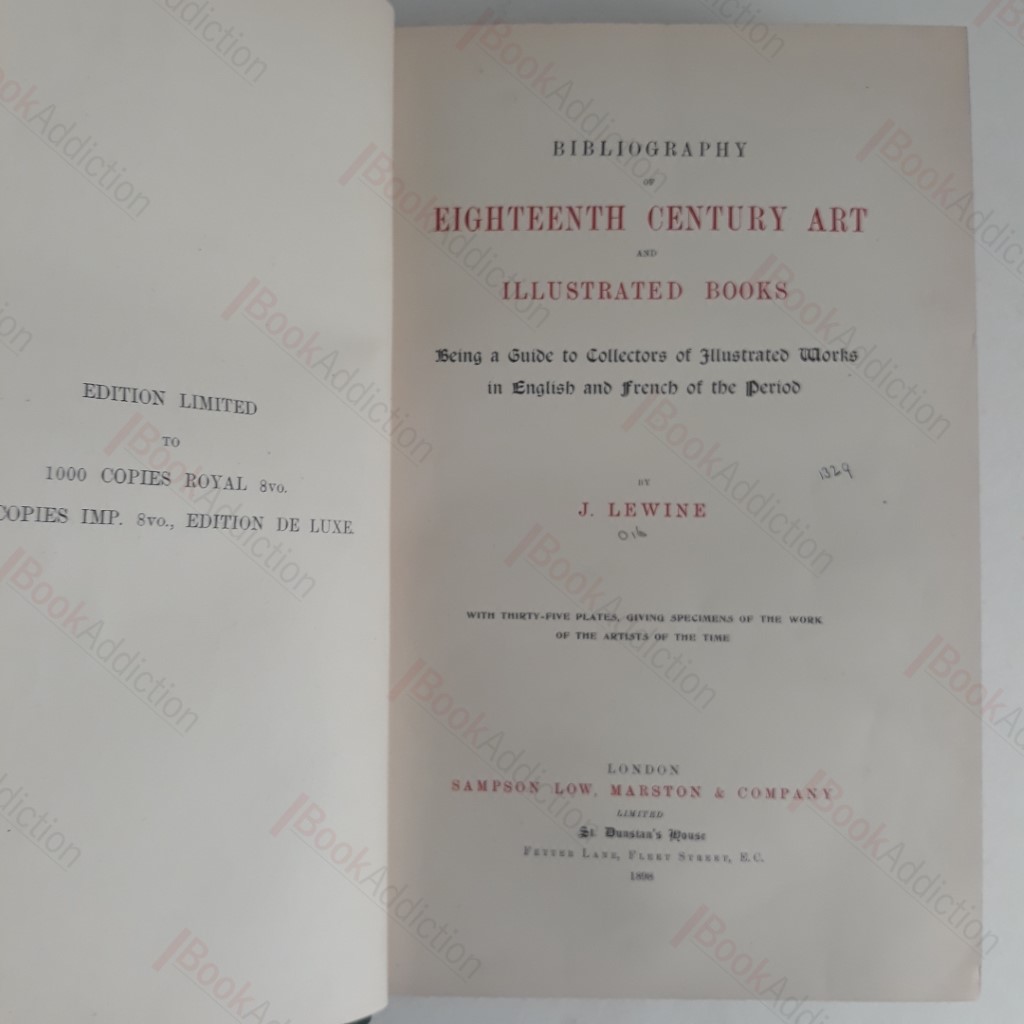 EDITION LIMITED
TO
1000 COPIES ROYAL 8vo.
COPIES IMP. 8vo., EDITION DE LUXE.
BIBLIOGRAPHY
OF
EIGHTEENTH CENTURY ART
AND
ILLUSTRATED BOOKS
Being a Guide to Collectors of Illustrated Works
in English and French of the Period
1329
BY
J. LEWINE
016
WITH THIRTY-FIVE PLATES, GIVING SPECIMENS OF THE WORK
OF THE ARTISTS OF THE TIME
LONDON
SAMPSON LOW, MARSTON & COMPANY
LIMITED
St. Dunstan's House
FETTER LANE, FLEET STREET, E.C.
1898
BookAddiction